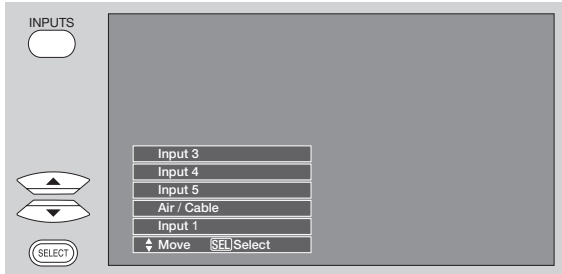 INPUTS
Input 3
Input 4
Input 5
Air / Cable
Input 1
Move SEL Select
SELECT